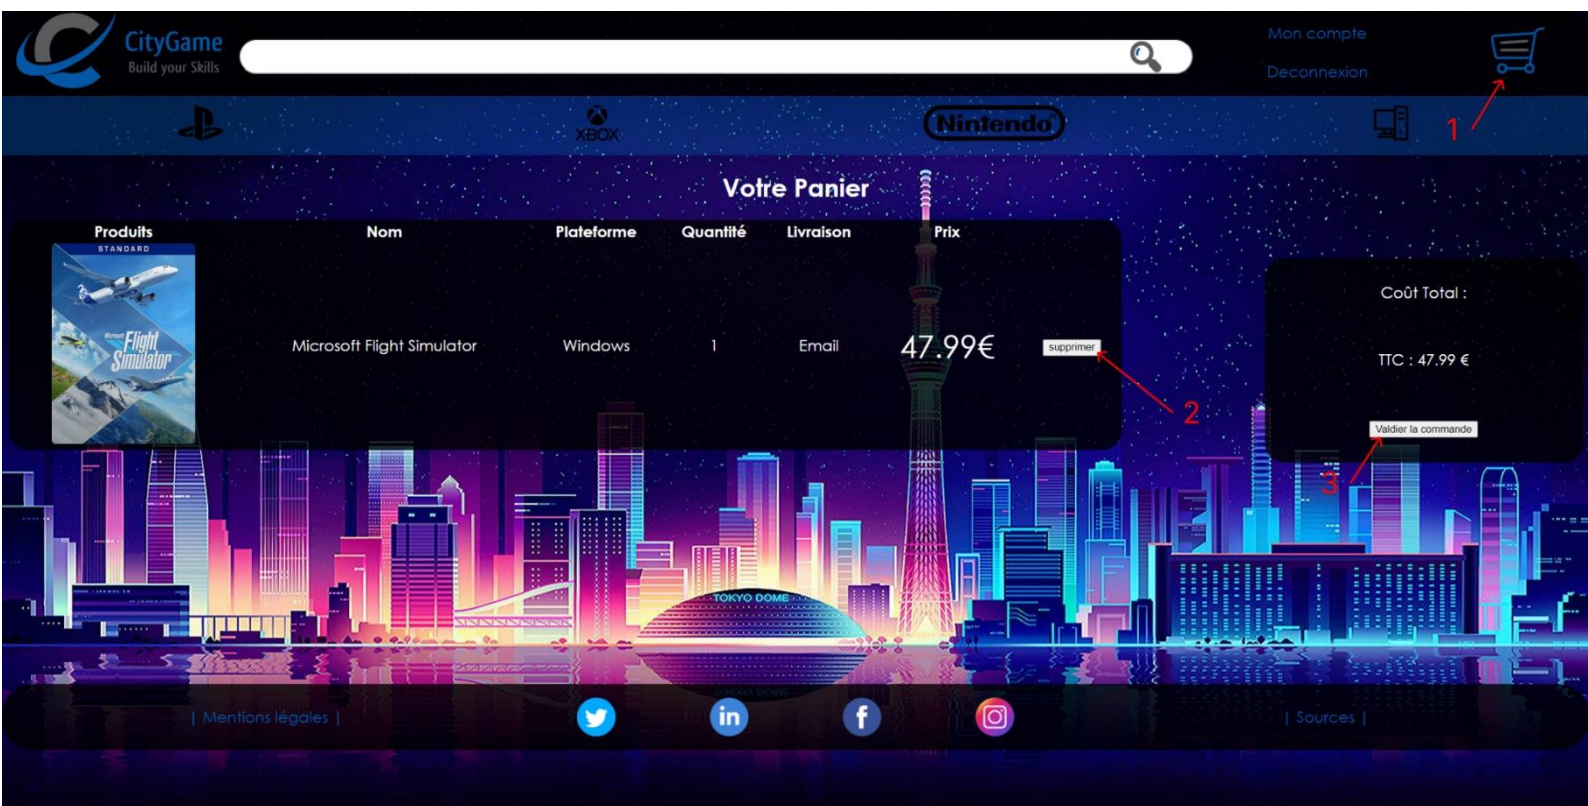 CityGame
Build your Skills
Mon compte
Deconnexion
1
XBOX
Nintendo
Votre Panier
Produits Nom Plateforme Quantité Livraison Prix
STANDARD
Microsoft Flight Simulator
Microsoft Flight Simulator Windows 1 Email 47.99€ supprimer
2
Coût Total :
TTC : 47.99 €
Valdier la commande
3
TOKYO DOME
| Mentions légales |
in
f
| Sources |